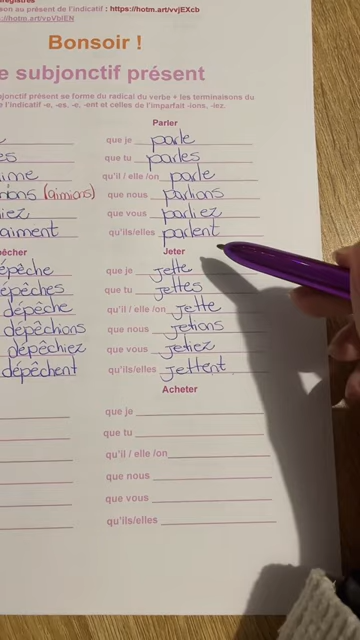 son au présent de l'indicatif : https://hotm.art/vvjEXcb
://hotm.art/vpVbIEN
Bonsoir !
e subjonctif présent
onctif présent se forme du radical du verbe + les terminaisons du
l'indicatif -e, -es, -e, -ent et celles de l'imparfait -ions, -iez.
Parler
que je parle
es que tu parles
ime qu'il / elle /on parle
ions (aimions) que nous parlions
iez que vous parliez
aiment qu'ils/elles parlent
pêcher Jeter
épêche que je jette
épêches que tu jettes
dépêche qu'il / elle /on jette
dépêchions que nous jetions
dépêchiez que vous jetiez
dépêchent qu'ils/elles jettent
Acheter
que je
que tu
qu'il / elle /on
que nous
que vous
qu'ils/elles